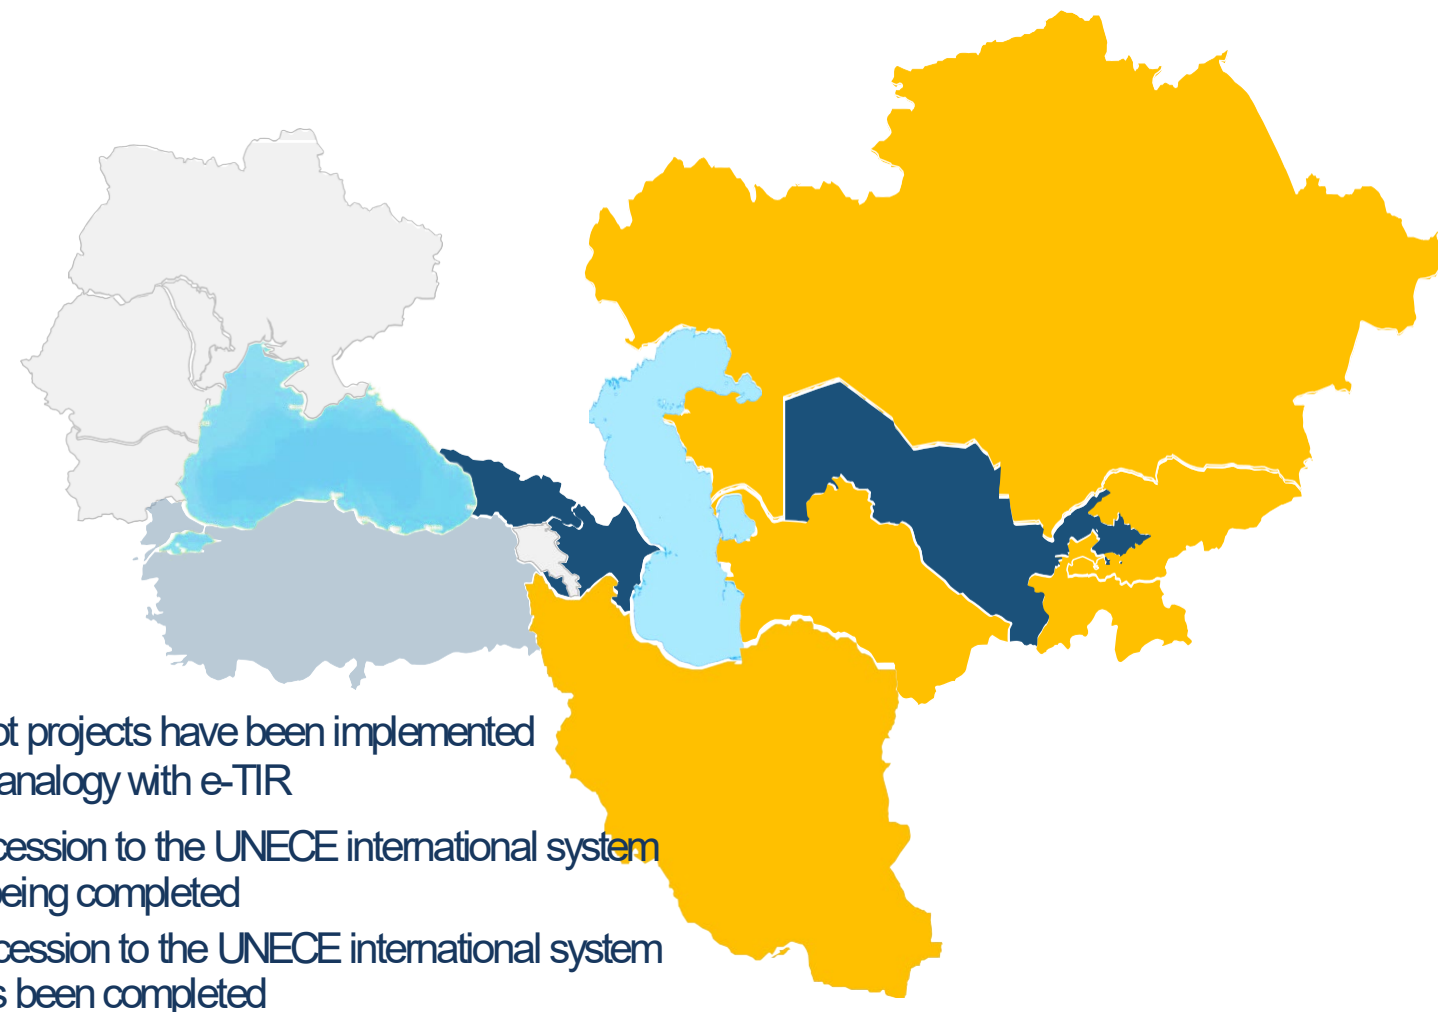 ot projects have been implemented
analogy with e-TIR
cession to the UNECE international system
being completed
cession to the UNECE international system
s been completed